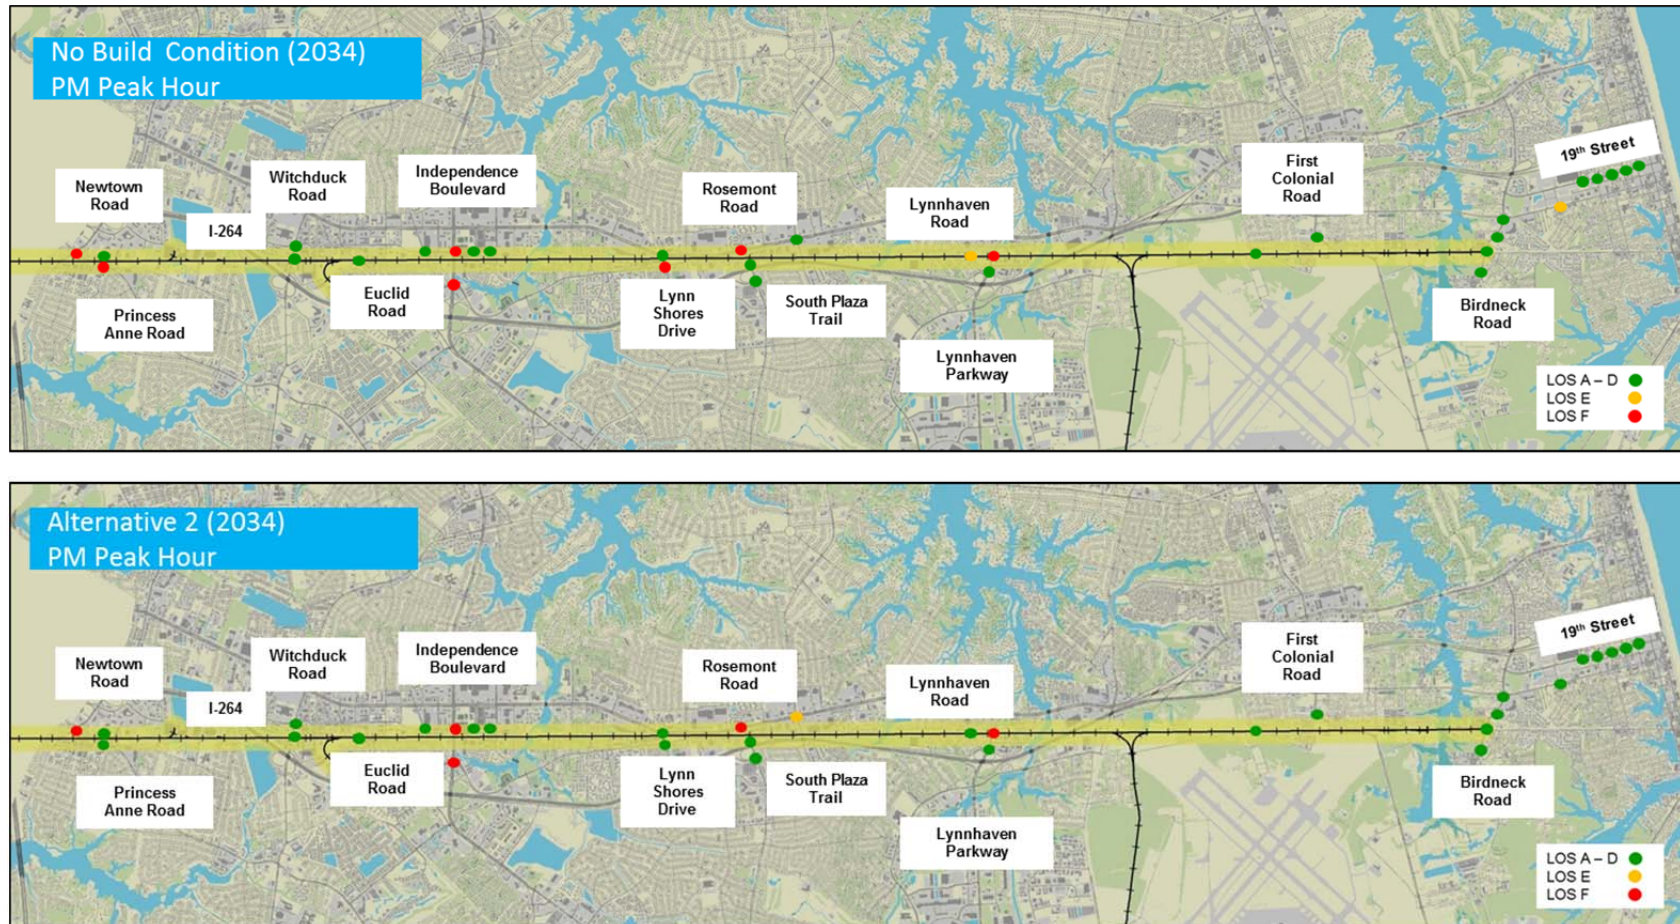 No Build Condition (2034)
PM Peak Hour
Newtown
Road
I-264
Witchduck
Road
Independence
Boulevard
Rosemont
Road
Lynnhaven
Road
First
Colonial
Road
19th Street
Princess
Anne Road
Euclid
Road
Lynn
Shores
Drive
South Plaza
Trail
Lynnhaven
Parkway
Birdneck
Road
LOS A – D
LOS E
LOS F
Alternative 2 (2034)
PM Peak Hour
Newtown
Road
I-264
Witchduck
Road
Independence
Boulevard
Rosemont
Road
Lynnhaven
Road
First
Colonial
Road
19th Street
Princess
Anne Road
Euclid
Road
Lynn
Shores
Drive
South Plaza
Trail
Lynnhaven
Parkway
Birdneck
Road
LOS A – D
LOS E
LOS F